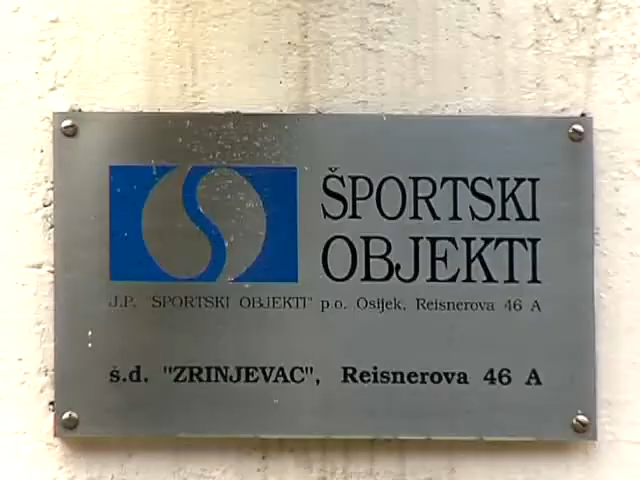 ŠPORTSKI
OBJEKTI
J.P. "SPORTSKI OBJEKTI" p.o. Osijek, Reisnerova 46 A
š.d. "ZRINJEVAC", Reisnerova 46 A